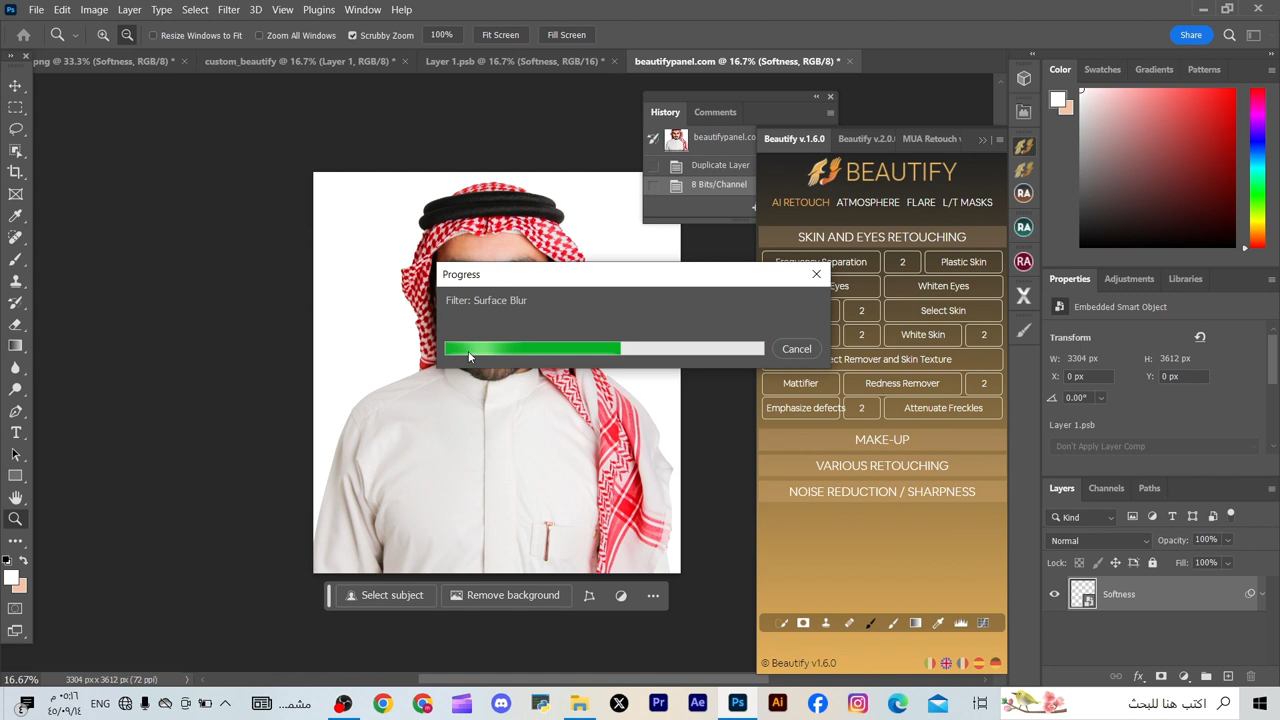 File Edit Image Layer Type Select Filter 3D View Plugins Window Help
Resize Windows to Fit Zoom All Windows Scrubby Zoom 100% Fit Screen Fill Screen Share
png @ 33.3% (Softness, RGB/8) * custom_beautify @ 16.7% (Layer 1, RGB/8) * Layer 1.psb @ 16.7% (Softness, RGB/16) * beautifypanel.com @ 16.7% (Softness, RGB/8) *
History Comments
beautifypanel.co
Duplicate Layer
8 Bits/Channel
Beautify v.1.6.0 Beautify v.2.0. MUA Retouch
BEAUTIFY
AI RETOUCH ATMOSPHERE FLARE L/T MASKS
SKIN AND EYES RETOUCHING
Frequency Separation 2 Plastic Skin
Eyes Whiten Eyes
2 Select Skin
2 White Skin 2
ect Remover and Skin Texture
Mattifier Redness Remover 2
Emphasize defects 2 Attenuate Freckles
MAKE-UP
VARIOUS RETOUCHING
NOISE REDUCTION / SHARPNESS
© Beautify v1.6.0
Progress
Filter: Surface Blur
Cancel
Select subject Remove background
Color Swatches Gradients Patterns
Properties Adjustments Libraries
Embedded Smart Object
Transform
W: 3304 px H: 3612 px
X: 0 px Y: 0 px
0.00°
Layer 1.psb
Don't Apply Layer Comp
Layers Channels Paths
Kind
Normal Opacity: 100%
Lock: Fill: 100%
Softness
16.67% 3304 px x 3612 px (72 ppi)
ENG
مشمـ...
اكتب هنا للبحث